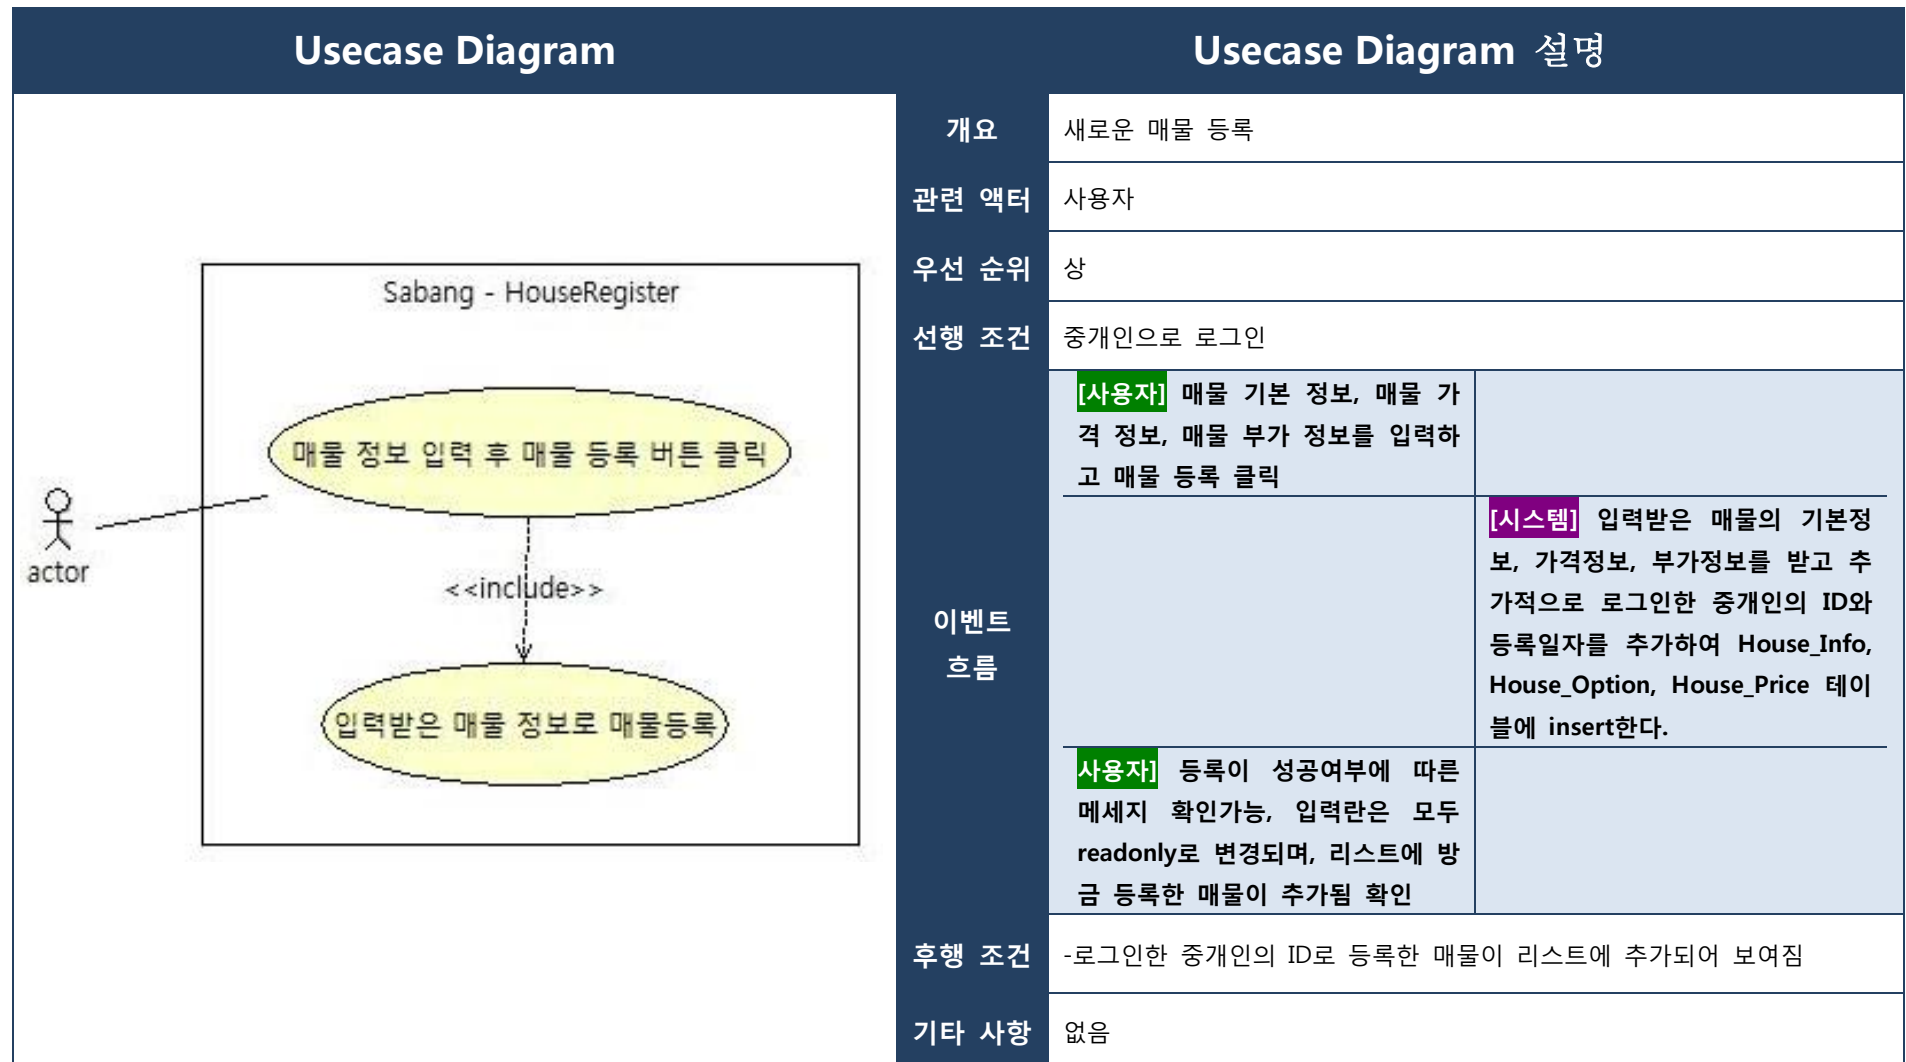 Usecase Diagram
Usecase Diagram 설명
Sabang - HouseRegister
매물 정보 입력 후 매물 등록 버튼 클릭
actor
<<include>>
입력받은 매물 정보로 매물등록
개요
새로운 매물 등록
관련 액터
사용자
우선 순위
상
선행 조건
중개인으로 로그인
이벤트
흐름
[사용자] 매물 기본 정보, 매물 가
격 정보, 매물 부가 정보를 입력하
고 매물 등록 클릭
[시스템] 입력받은 매물의 기본정
보, 가격정보, 부가정보를 받고 추
가적으로 로그인한 중개인의 ID와
등록일자를 추가하여 House_Info,
House_Option, House_Price 테이
블에 insert한다.
사용자] 등록이 성공여부에 따른
메세지 확인가능, 입력란은 모두
readonly로 변경되며, 리스트에 방
금 등록한 매물이 추가됨 확인
후행 조건
-로그인한 중개인의 ID로 등록한 매물이 리스트에 추가되어 보여짐
기타 사항
없음